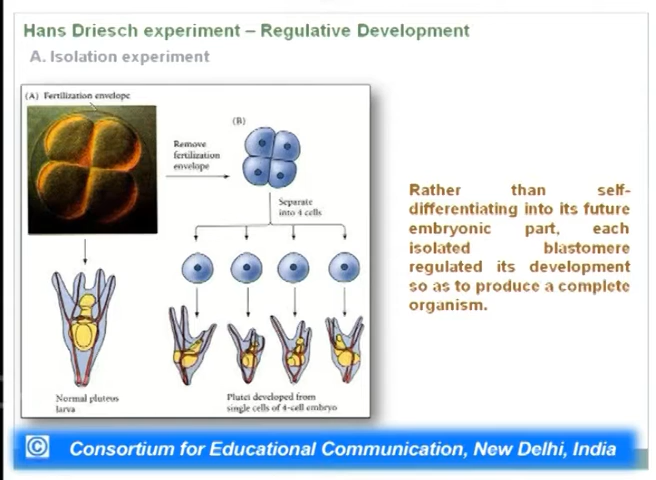 Hans Driesch experiment – Regulative Development
A. Isolation experiment
(A) Fertilization envelope
(B)
Remove
fertilization
envelope
Separate
into 4 cells
Normal pluteus
larva
Plutei developed from
single cells of 4-cell embryo
Rather than self-
differentiating into its future
embryonic part, each
isolated blastomere
regulated its development
so as to produce a complete
organism.
© Consortium for Educational Communication, New Delhi, India